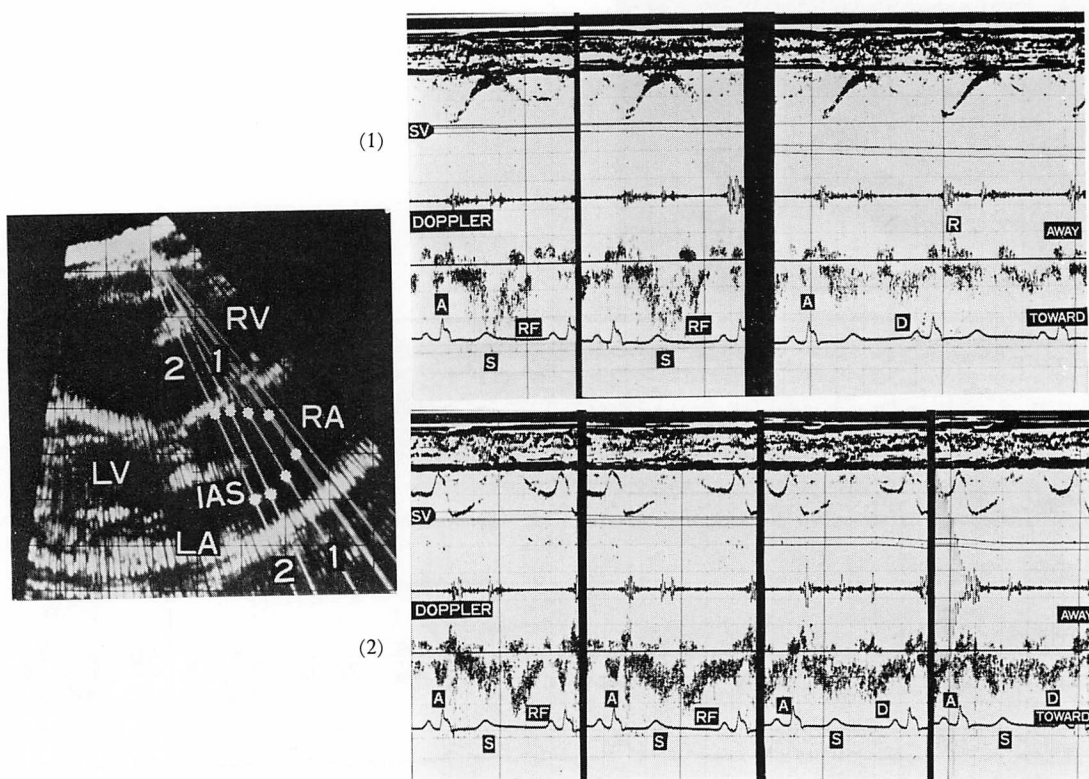 (1)
SV
DOPPLER
R
AWAY
A
RF
RF
A
D
TOWARD
S
S
RV
2
1
RA
LV
IAS
LA
2
1
(2)
SV
DOPPLER
AWAY
A
RF
A
RF
A
D
A
D
TOWARD
S
S
S
S